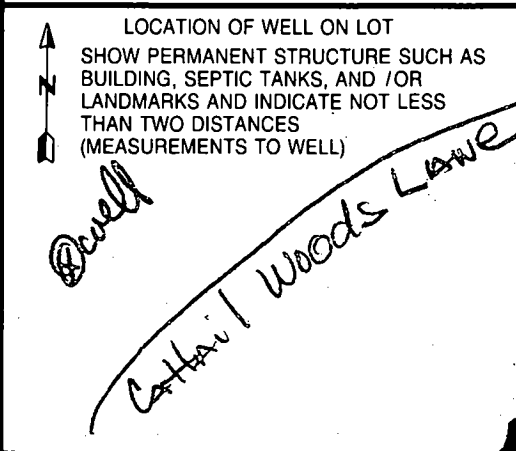 LOCATION OF WELL ON LOT
SHOW PERMANENT STRUCTURE SUCH AS
BUILDING, SEPTIC TANKS, AND / OR
LANDMARKS AND INDICATE NOT LESS
THAN TWO DISTANCES
(MEASUREMENTS TO WELL)
N
well
Cattail Woods Lane